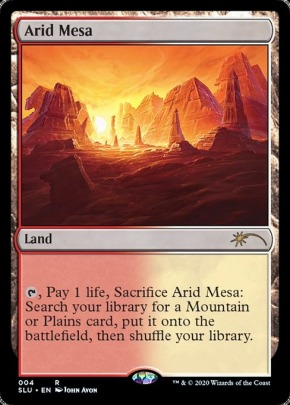 Arid Mesa
Land
, Pay 1 life, Sacrifice Arid Mesa:
Search your library for a Mountain
or Plains card, put it onto the
battlefield, then shuffle your library.
004 R
SLU • EN JOHN AVON
™ & © 2020 Wizards of the Coast